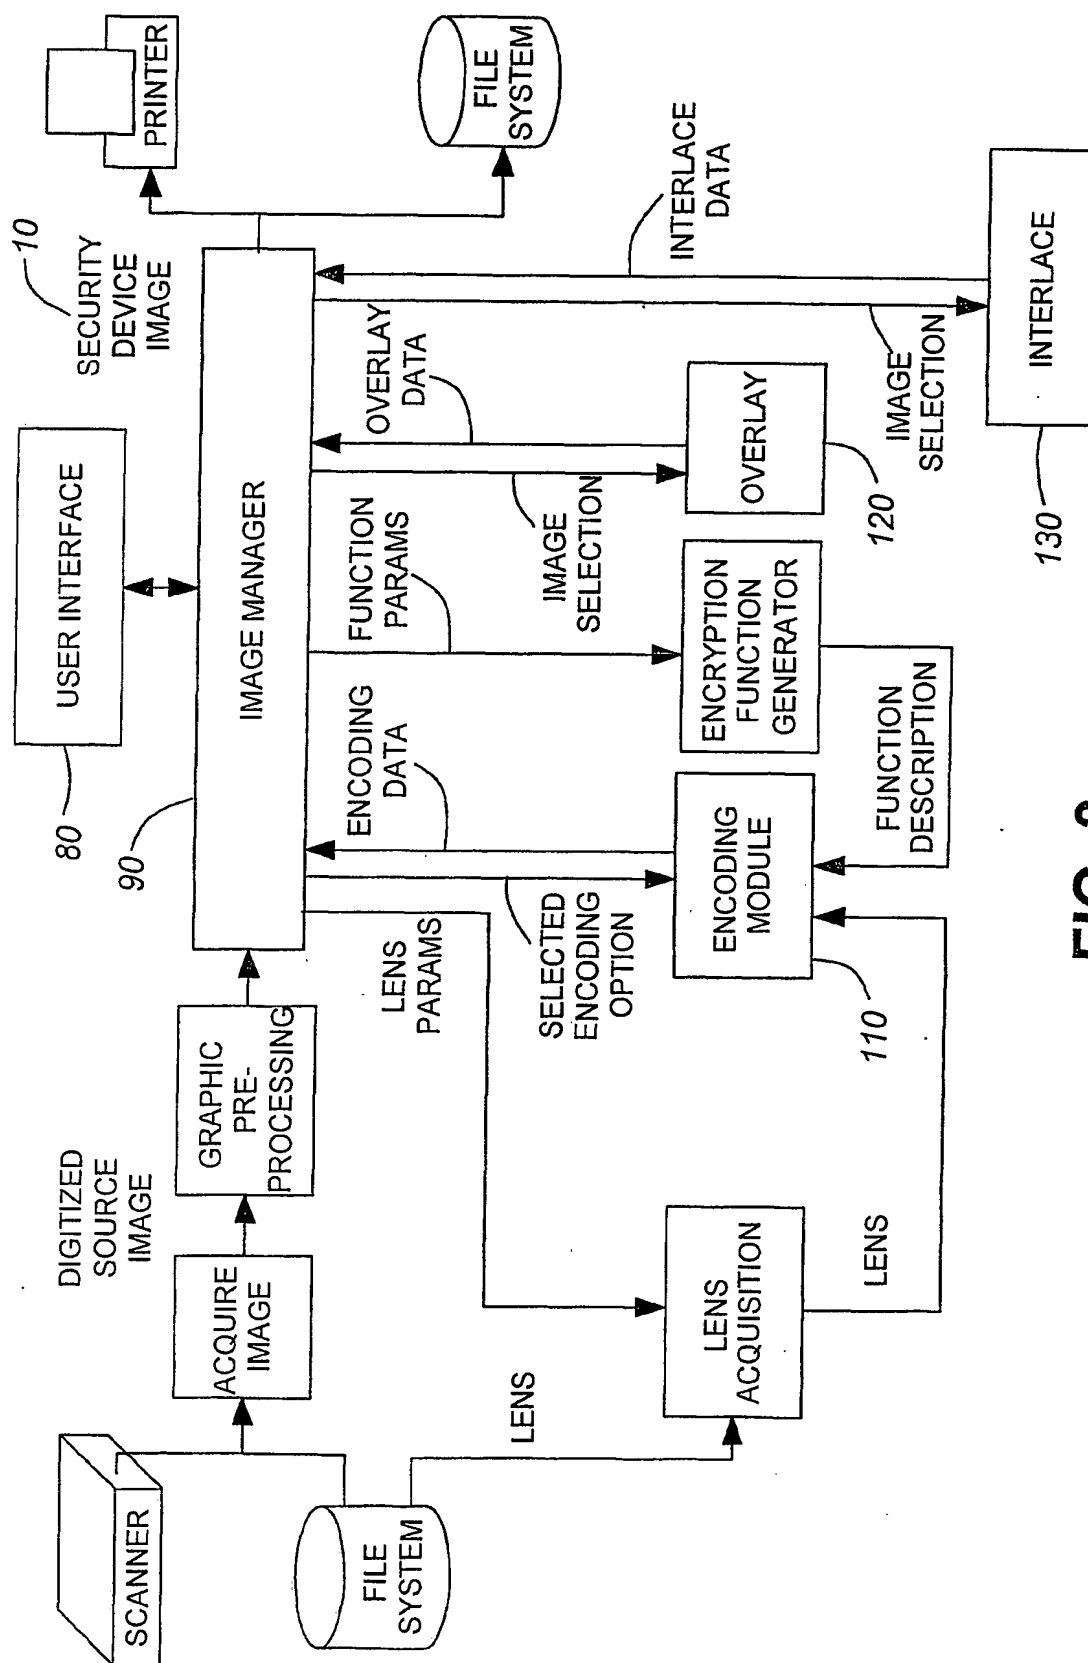 SCANNER
FILE
SYSTEM
ACQUIRE
IMAGE
DIGITIZED
SOURCE
IMAGE
GRAPHIC
PRE-
PROCESSING
80
USER INTERFACE
90
IMAGE MANAGER
10
SECURITY
DEVICE
IMAGE
PRINTER
FILE
SYSTEM
LENS
LENS
ACQUISITION
LENS
LENS
PARAMS
SELECTED
ENCODING
OPTION
ENCODING
DATA
ENCODING
MODULE
110
FUNCTION
PARAMS
ENCRYPTION
FUNCTION
GENERATOR
FUNCTION
DESCRIPTION
IMAGE
SELECTION
OVERLAY
DATA
OVERLAY
120
IMAGE
SELECTION
INTERLACE
DATA
INTERLACE
130
FIG.